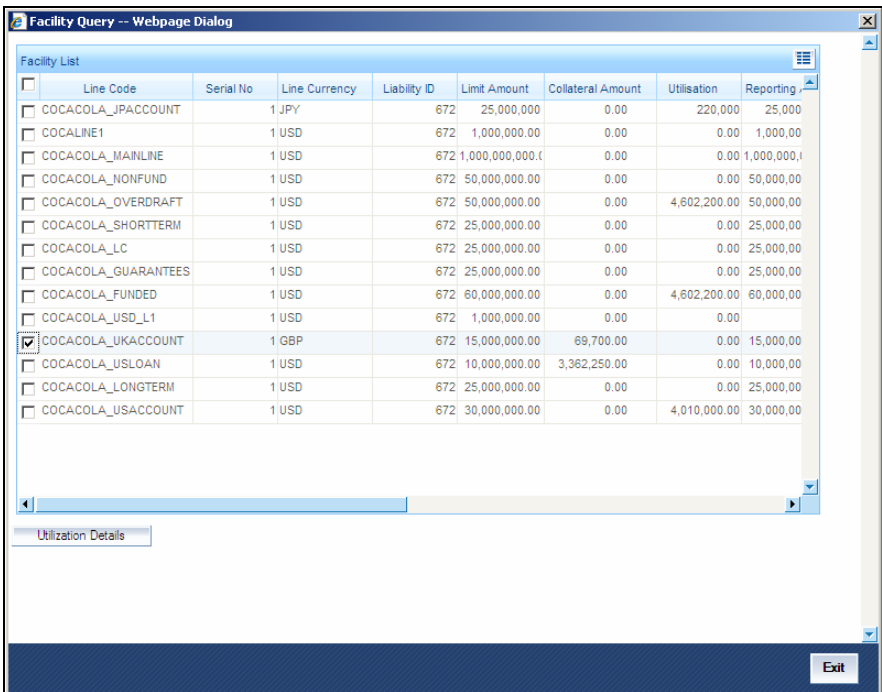 Facility Query -- Webpage Dialog
Facility List
Line Code Serial No Line Currency Liability ID Limit Amount Collateral Amount Utilisation Reporting
COCACOLA_JPACCOUNT 1 JPY 672 25,000,000 0.00 220,000 25,000
COCALINE1 1 USD 672 1,000,000.00 0.00 0.00 1,000,00
COCACOLA_MAINLINE 1 USD 672 1,000,000,000.( 0.00 0.00 1,000,000,
COCACOLA_NONFUND 1 USD 672 50,000,000.00 0.00 0.00 50,000,00
COCACOLA_OVERDRAFT 1 USD 672 50,000,000.00 0.00 4,602,200.00 50,000,00
COCACOLA_SHORTTERM 1 USD 672 25,000,000.00 0.00 0.00 25,000,00
COCACOLA_LC 1 USD 672 25,000,000.00 0.00 0.00 25,000,00
COCACOLA_GUARANTEES 1 USD 672 25,000,000.00 0.00 0.00 25,000,00
COCACOLA_FUNDED 1 USD 672 60,000,000.00 0.00 4,602,200.00 60,000,00
COCACOLA_USD_L1 1 USD 672 1,000,000.00 0.00 0.00
COCACOLA_UKACCOUNT 1 GBP 672 15,000,000.00 69,700.00 0.00 15,000,00
COCACOLA_USLOAN 1 USD 672 10,000,000.00 3,362,250.00 0.00 10,000,00
COCACOLA_LONGTERM 1 USD 672 25,000,000.00 0.00 0.00 25,000,00
COCACOLA_USACCOUNT 1 USD 672 30,000,000.00 0.00 4,010,000.00 30,000,00
Utilization Details
Exit